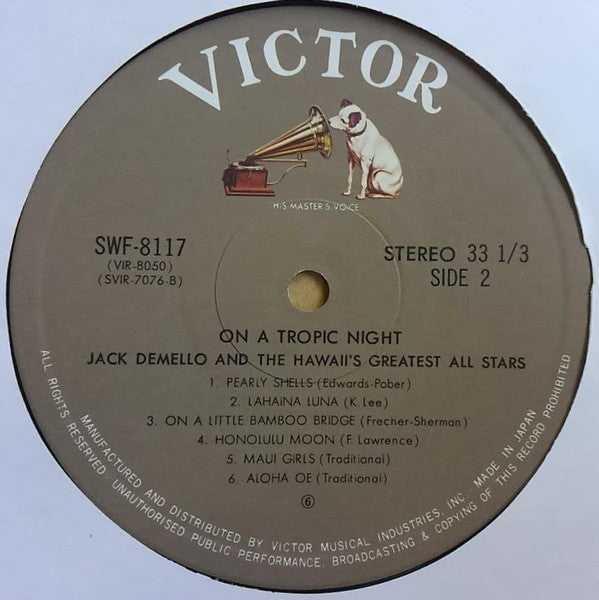 VICTOR
HIS MASTER'S VOICE
SWF-8117
(VIR-8050)
(SVIR-7076-B)
STEREO 33 1/3
SIDE 2
ON A TROPIC NIGHT
JACK DEMELLO AND THE HAWAII'S GREATEST ALL STARS
1. PEARLY SHELLS (Edwards-Pober)
2. LAHAINA LUNA (K. Lee)
3. ON A LITTLE BAMBOO BRIDGE (Frecher-Sherman)
4. HONOLULU MOON (F. Lawrence)
5. MAUI GIRLS (Traditional)
6. ALOHA OE (Traditional)
⑥
MANUFACTURED AND DISTRIBUTED BY VICTOR MUSICAL INDUSTRIES, INC. MADE IN JAPAN
ALL RIGHTS RESERVED. UNAUTHORISED PUBLIC PERFORMANCE, BROADCASTING & COPYING OF THIS RECORD PROHIBITED